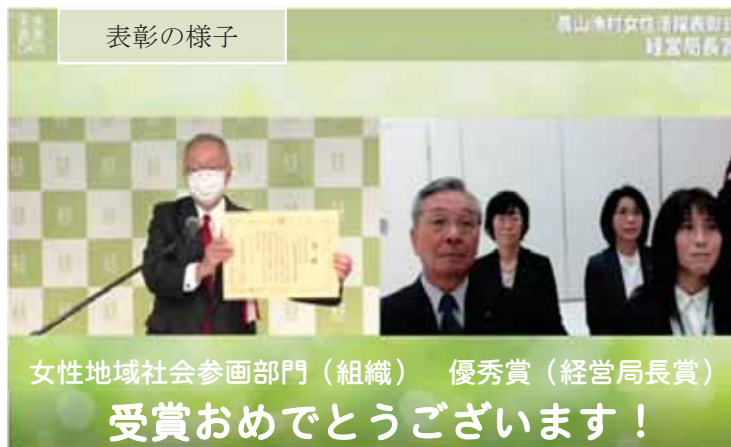 表彰の様子
農山漁村女性活躍表彰式
経営局長賞
女性地域社会参画部門(組織) 優秀賞(経営局長賞)
受賞おめでとうございます!